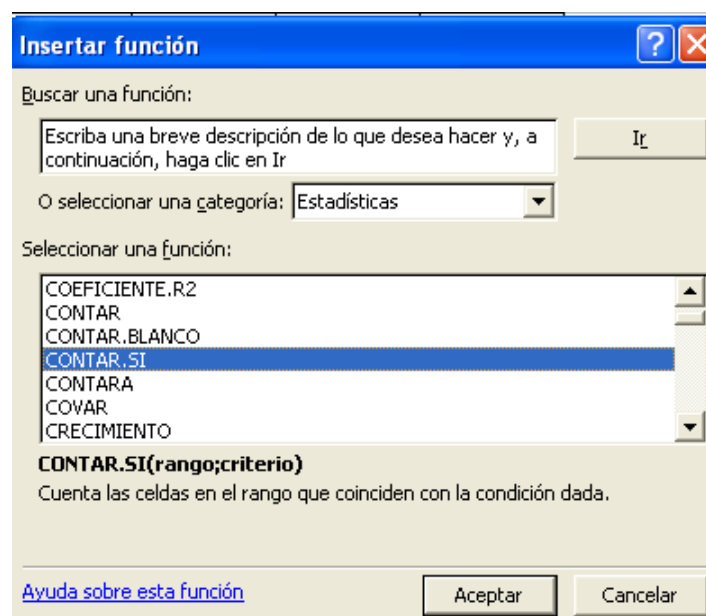 Insertar función
Buscar una función:
Escriba una breve descripción de lo que desea hacer y, a
continuación, haga clic en Ir
Ir
O seleccionar una categoría: Estadísticas
Seleccionar una función:
COEFICIENTE.R2
CONTAR
CONTAR.BLANCO
CONTAR.SI
CONTARA
COVAR
CRECIMIENTO
CONTAR.SI(rango;criterio)
Cuenta las celdas en el rango que coinciden con la condición dada.
Ayuda sobre esta función
Aceptar
Cancelar